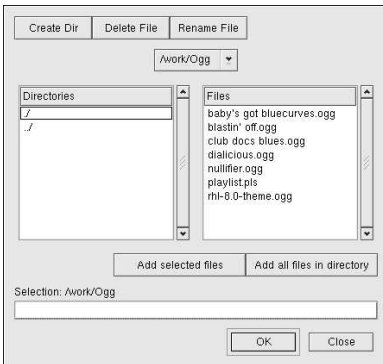 Create Dir Delete File Rename File
/work/Ogg
Directories
./
../
Files
baby's got bluecurves.ogg
blastin' off.ogg
club docs blues.ogg
dialicious.ogg
nullifier.ogg
playlist.pls
rhl-8.0-theme.ogg
Add selected files Add all files in directory
Selection: /work/Ogg
OK Close